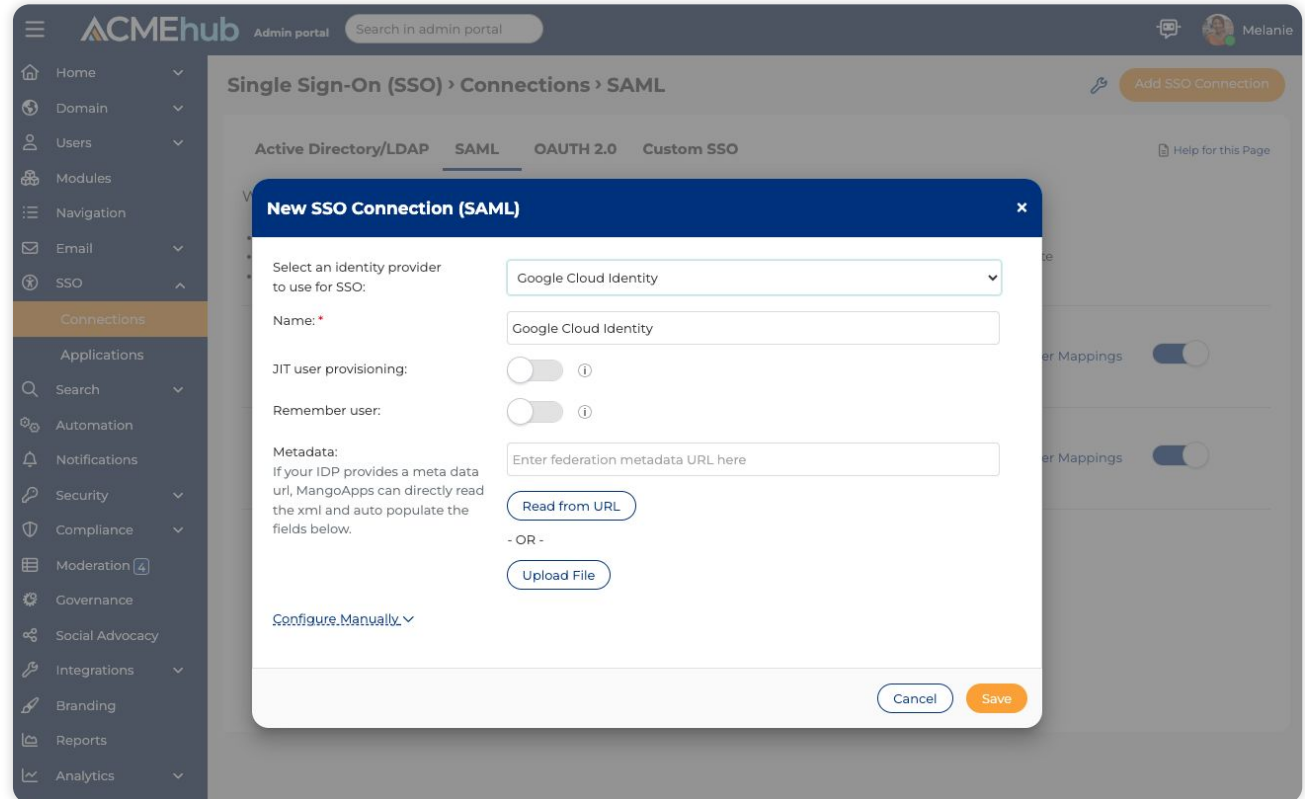 ACMEhub Admin portal Search in admin portal Melanie
Home
Domain
Users
Modules
Navigation
Email
SSO
Connections
Applications
Search
Automation
Notifications
Security
Compliance
Moderation 4
Governance
Social Advocacy
Integrations
Branding
Reports
Analytics
Single Sign-On (SSO) › Connections › SAML
Add SSO Connection
Active Directory/LDAP SAML OAUTH 2.0 Custom SSO
Help for this Page
Mappings
Mappings
New SSO Connection (SAML) ×
Select an identity provider
to use for SSO:
Google Cloud Identity
Name: *
Google Cloud Identity
JIT user provisioning:
Remember user:
Metadata:
If your IDP provides a meta data
url, MangoApps can directly read
the xml and auto populate the
fields below.
Enter federation metadata URL here
Read from URL
- OR -
Upload File
Configure Manually
Cancel Save